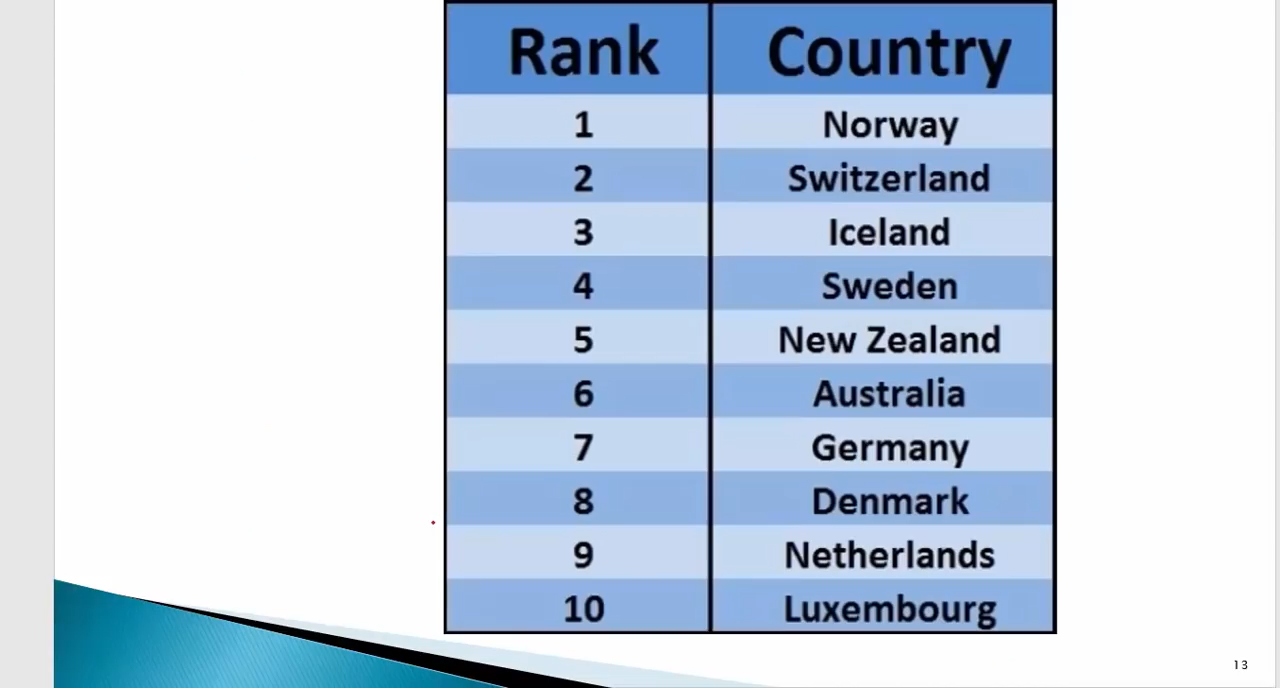 Rank Country
1 Norway
2 Switzerland
3 Iceland
4 Sweden
5 New Zealand
6 Australia
7 Germany
8 Denmark
9 Netherlands
10 Luxembourg
13